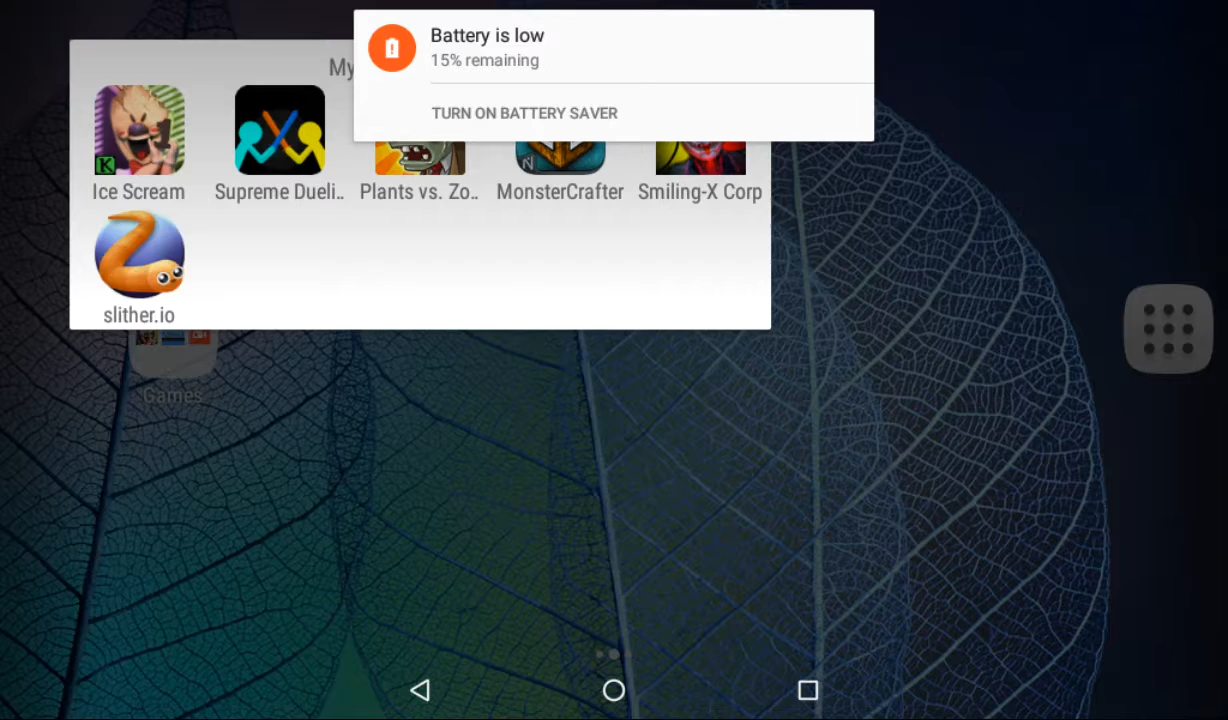 Battery is low
15% remaining
TURN ON BATTERY SAVER
My
Ice Scream
Supreme Dueli..
Plants vs. Zo..
MonsterCrafter
Smiling-X Corp
slither.io
Games